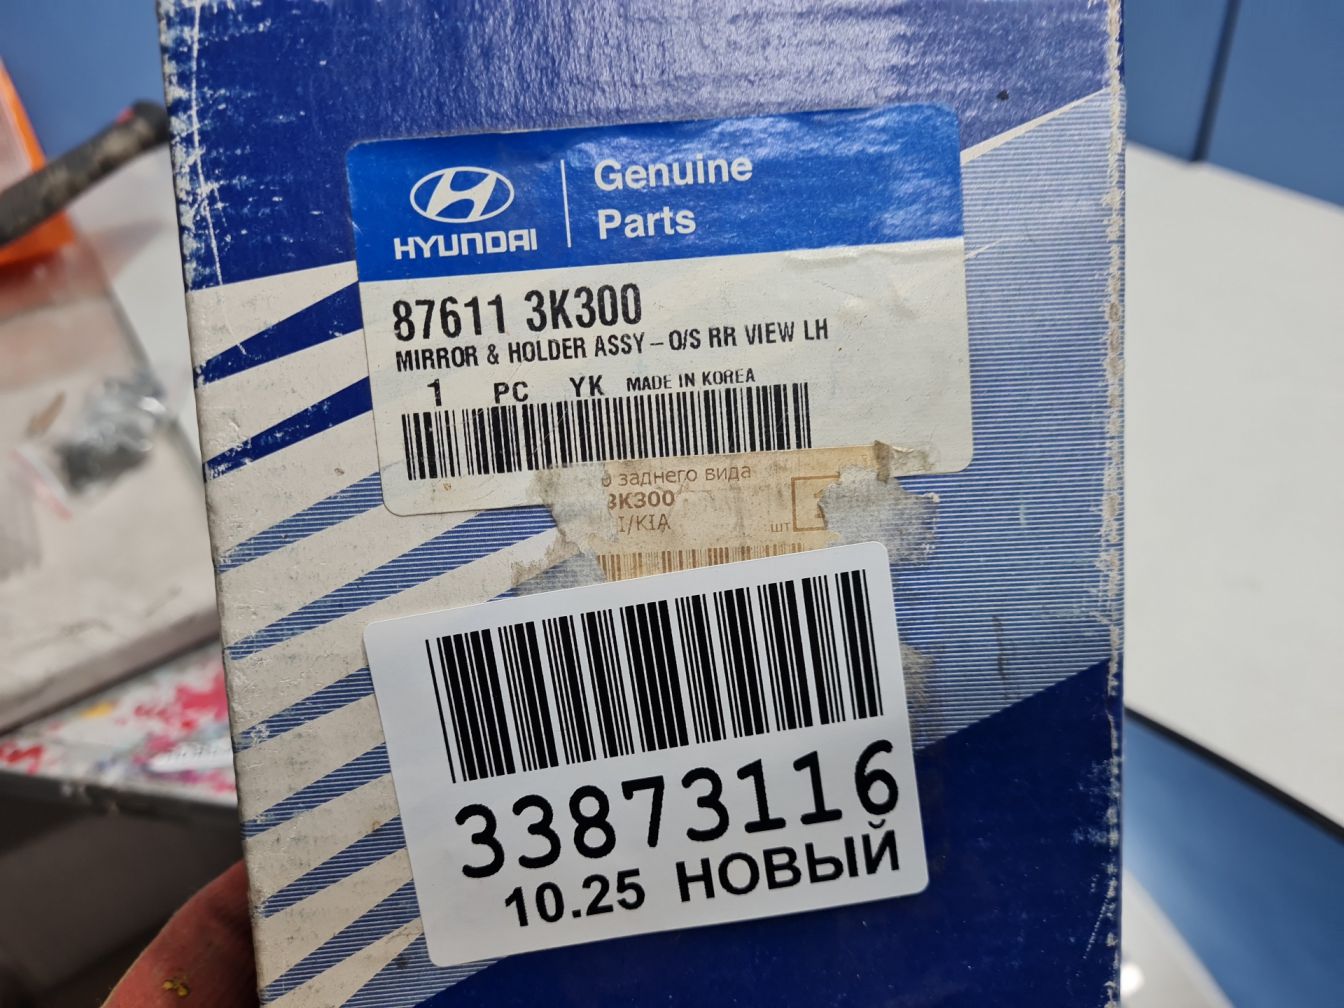 HYUNDAI
Genuine
Parts
87611 3K300
MIRROR & HOLDER ASSY – O/S RR VIEW LH
1 PC YK MADE IN KOREA
заднего вида
3K300
I/KIA
шт
33873116
10.25 НОВЫЙ